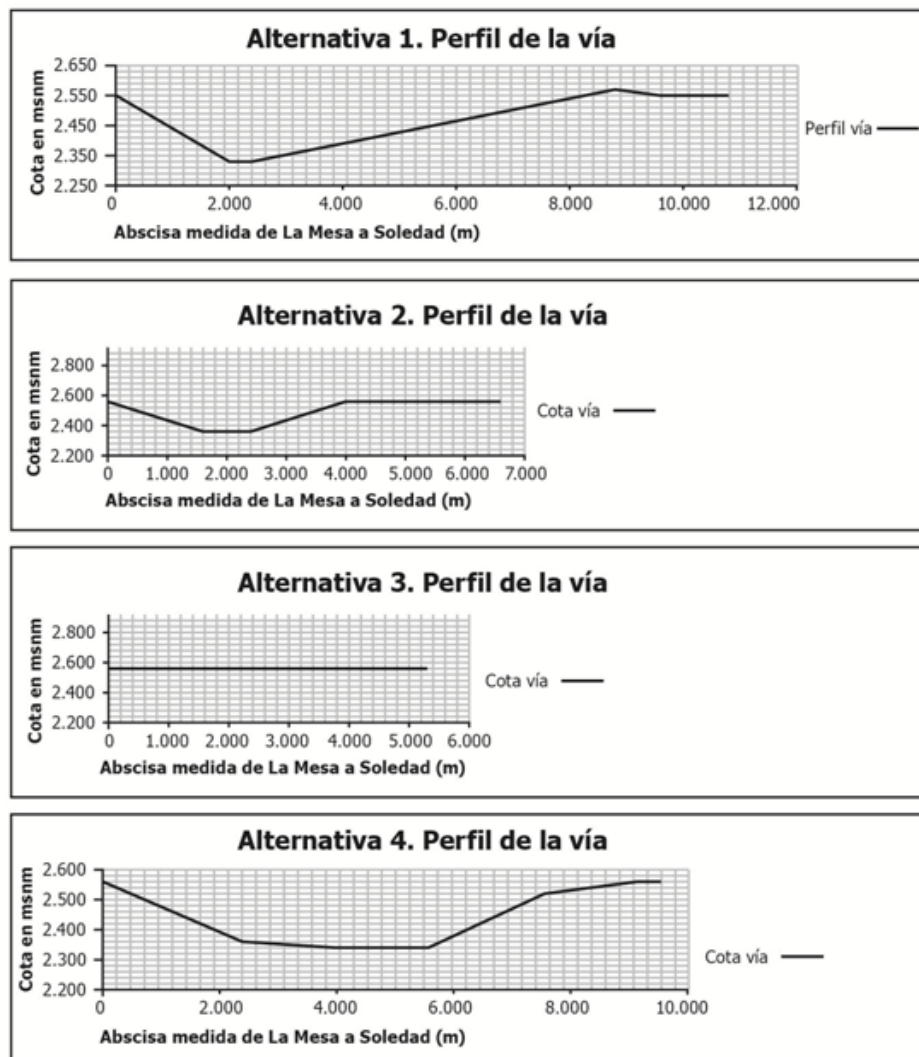 Alternativa 1. Perfil de la vía
Cota en msnm
2.650
2.550
2.450
2.350
2.250
0 2.000 4.000 6.000 8.000 10.000 12.000
Abscisa medida de La Mesa a Soledad (m)
Perfil vía
Alternativa 2. Perfil de la vía
Cota en msnm
2.800
2.600
2.400
2.200
0 1.000 2.000 3.000 4.000 5.000 6.000 7.000
Abscisa medida de La Mesa a Soledad (m)
Cota vía
Alternativa 3. Perfil de la vía
Cota en msnm
2.800
2.600
2.400
2.200
0 1.000 2.000 3.000 4.000 5.000 6.000
Abscisa medida de La Mesa a Soledad (m)
Cota vía
Alternativa 4. Perfil de la vía
Cota en msnm
2.600
2.500
2.400
2.300
2.200
0 2.000 4.000 6.000 8.000 10.000
Abscisa medida de La Mesa a Soledad (m)
Cota vía